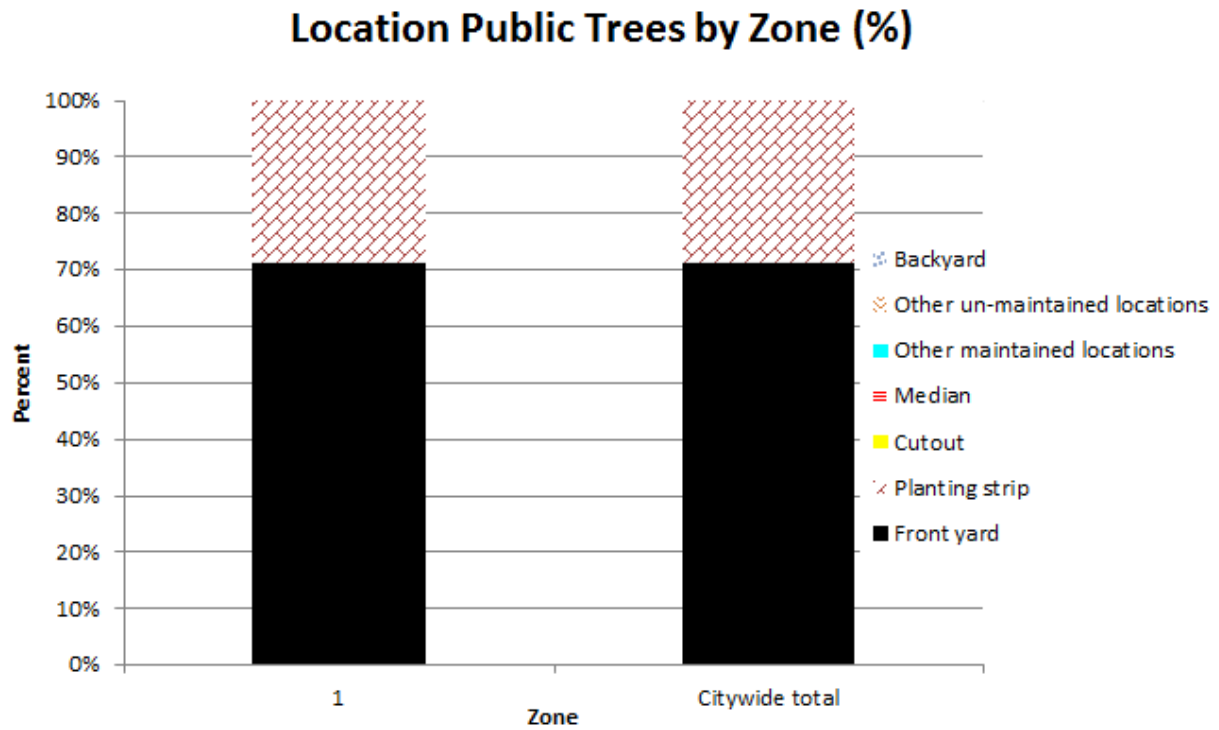 Location Public Trees by Zone (%)
100%
90%
80%
70%
60%
50%
40%
30%
20%
10%
0%
Percent
1
Citywide total
Zone
Backyard
Other un-maintained locations
Other maintained locations
Median
Cutout
Planting strip
Front yard